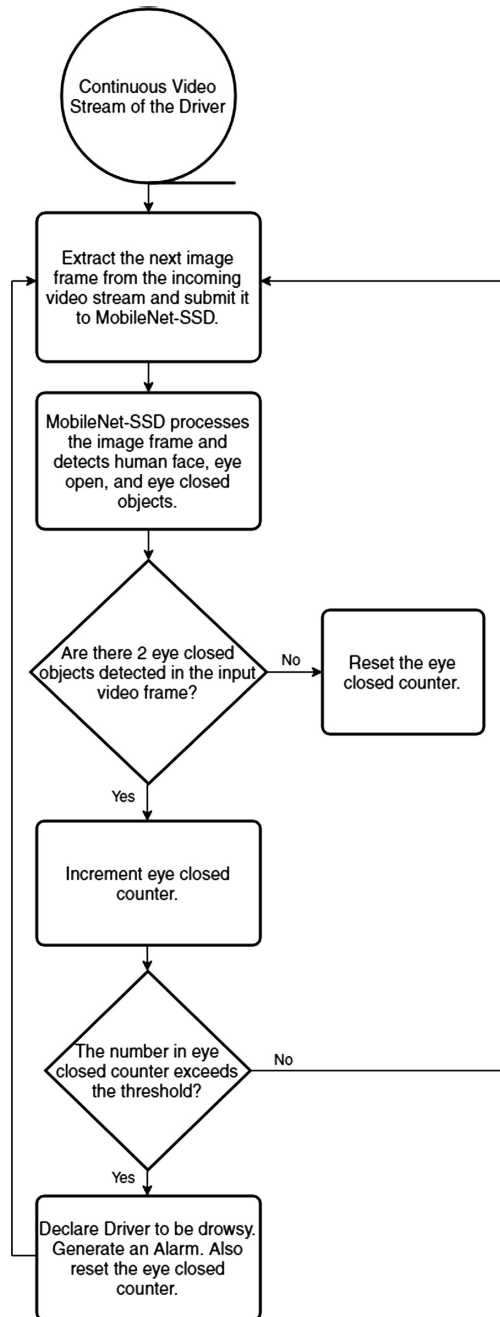 Continuous Video
Stream of the Driver
Extract the next image
frame from the incoming
video stream and submit it
to MobileNet-SSD.
MobileNet-SSD processes
the image frame and
detects human face, eye
open, and eye closed
objects.
Are there 2 eye closed
objects detected in the input
video frame?
No
Reset the eye
closed counter.
Yes
Increment eye closed
counter.
The number in eye
closed counter exceeds
the threshold?
No
Yes
Declare Driver to be drowsy.
Generate an Alarm. Also
reset the eye closed
counter.